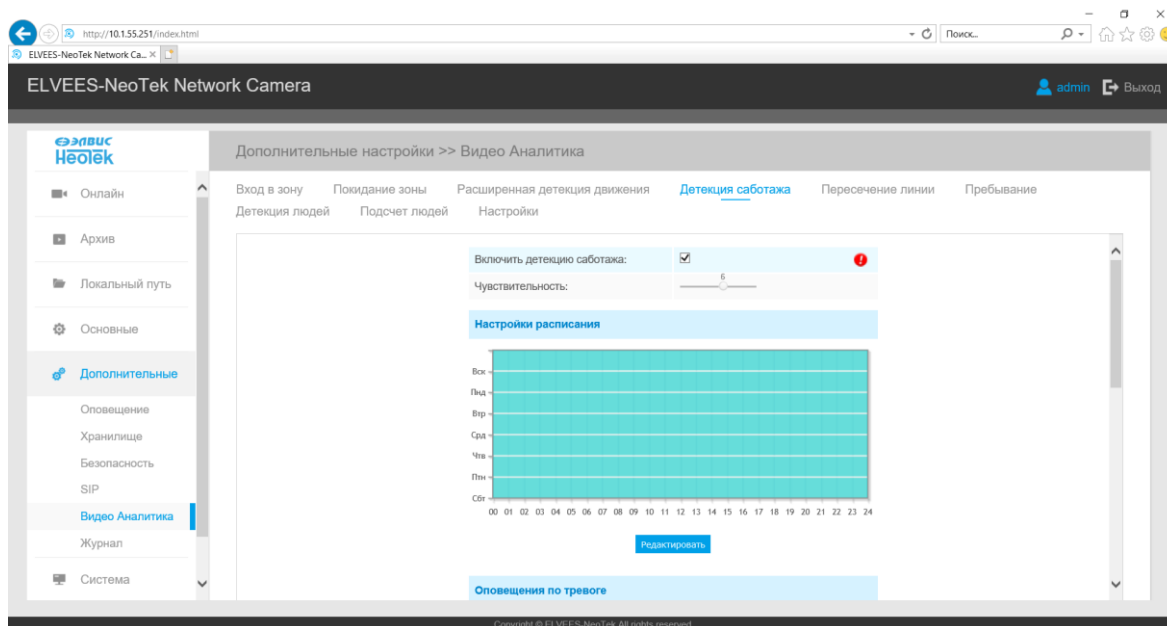 http://10.1.55.251/index.html
Поиск...
ELVEES-NeoTek Network Ca...
ELVEES-NeoTek Network Camera
admin
Выход
ЭЛВИС
НеоТек
Дополнительные настройки >> Видео Аналитика
Онлайн
Архив
Локальный путь
Основные
Дополнительные
Оповещение
Хранилище
Безопасность
SIP
Видео Аналитика
Журнал
Система
Вход в зону Покидание зоны Расширенная детекция движения Детекция саботажа Пересечение линии Пребывание
Детекция людей Подсчет людей Настройки
Включить детекцию саботажа:
Чувствительность: 6
Настройки расписания
Вск
Пнд
Втр
Срд
Чтв
Птн
Сбт
00 01 02 03 04 05 06 07 08 09 10 11 12 13 14 15 16 17 18 19 20 21 22 23 24
Редактировать
Оповещения по тревоге
Copyright © ELVEES-NeoTek All rights reserved